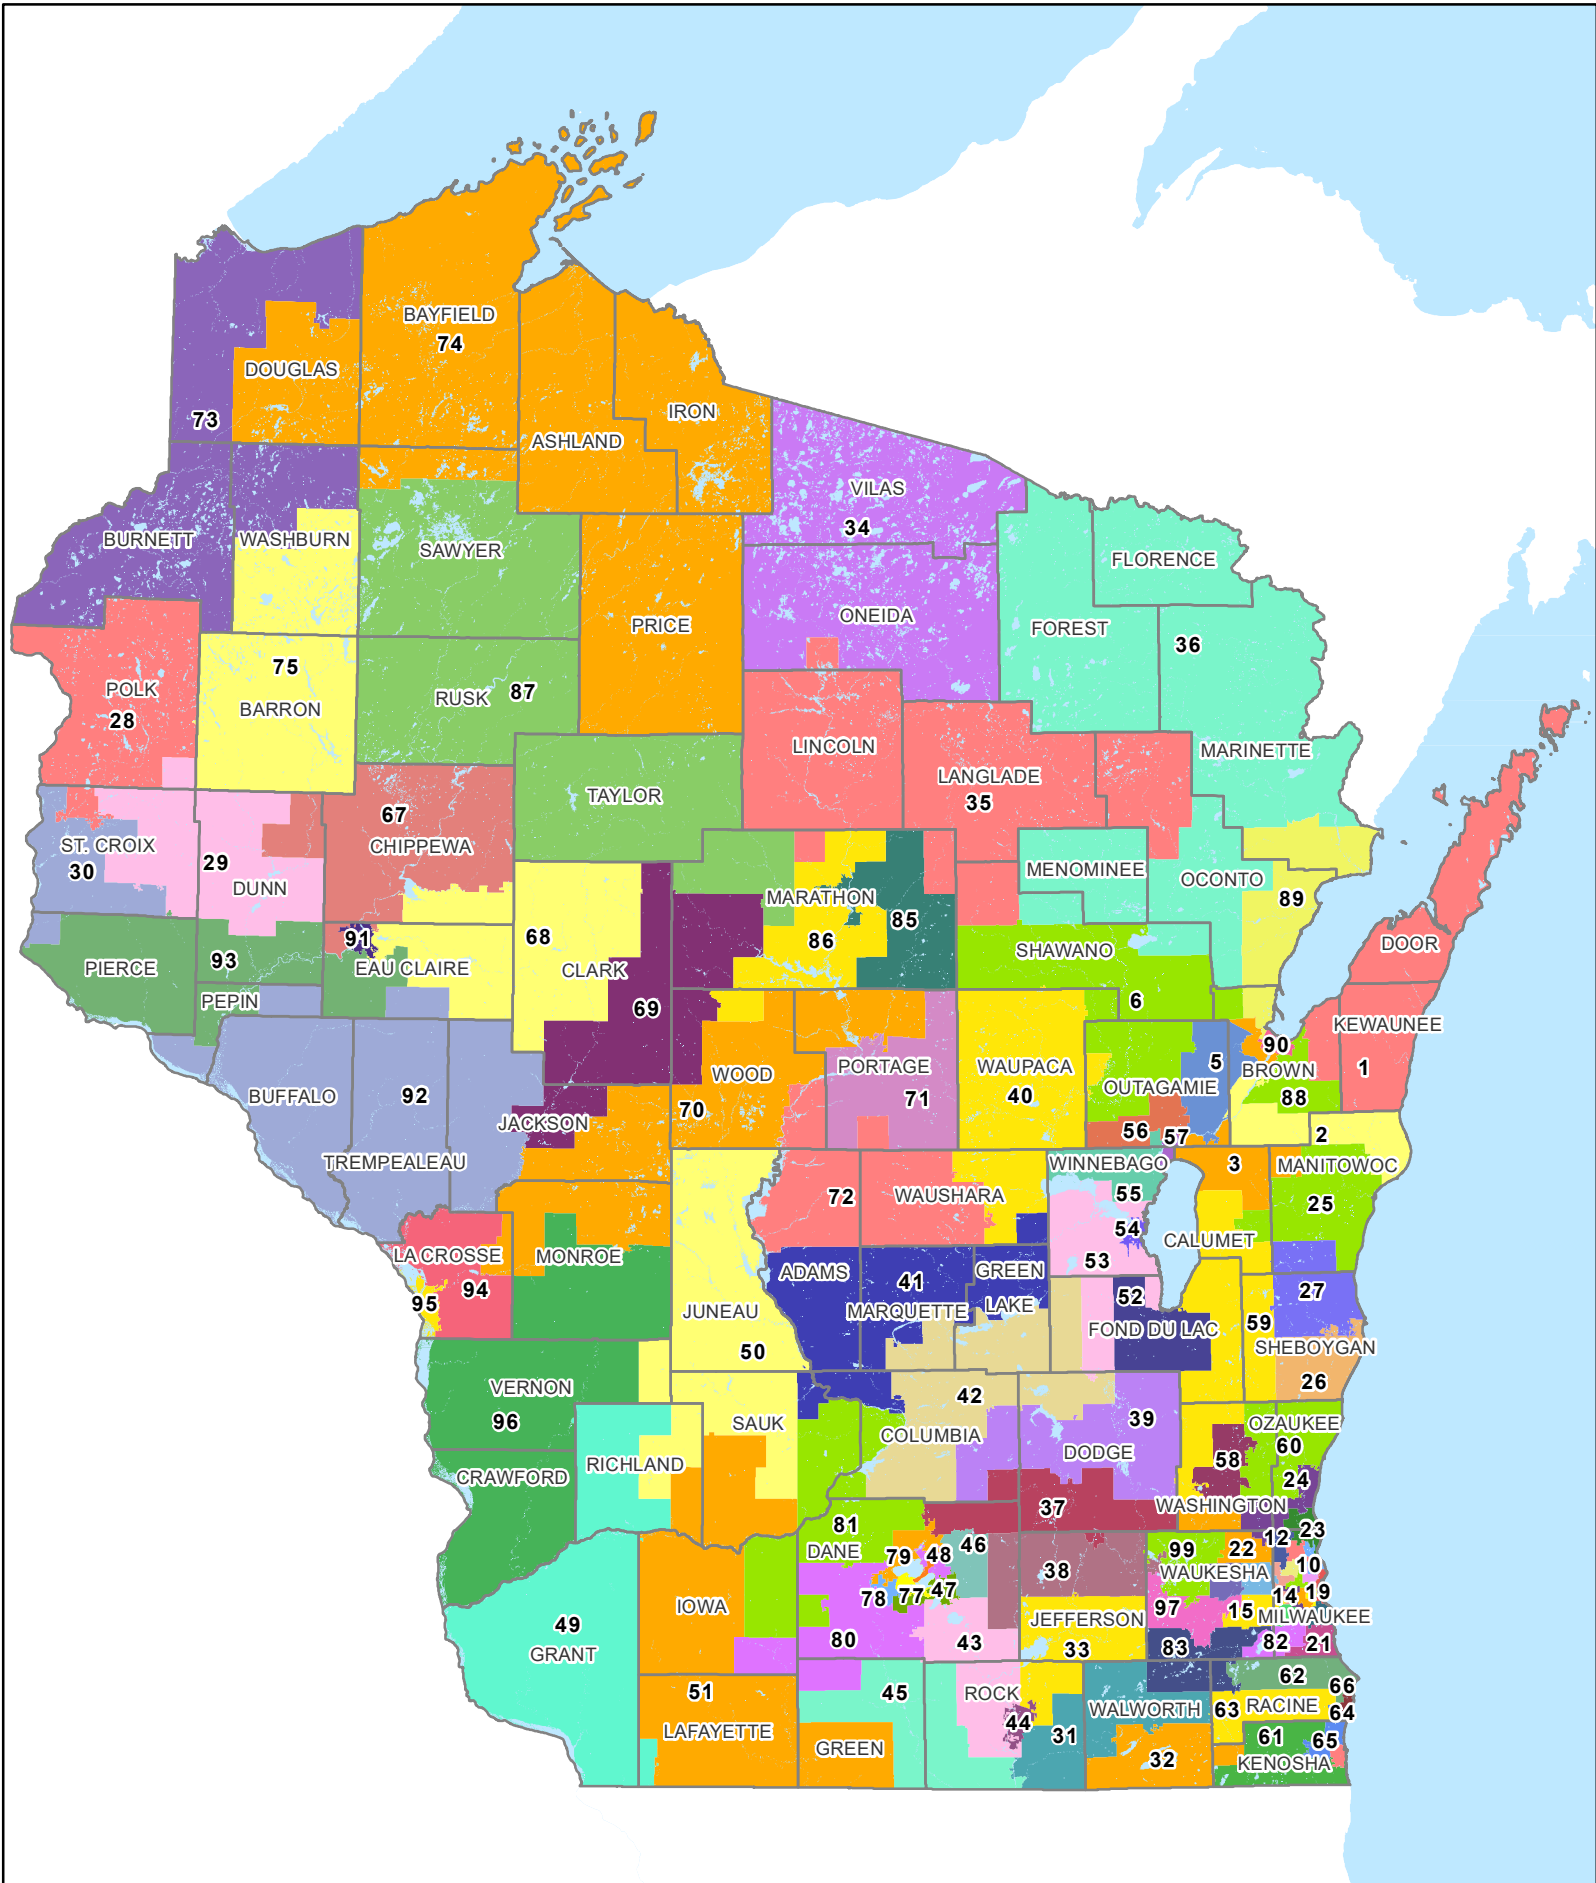 BAYFIELD
74
DOUGLAS
73
ASHLAND
IRON
VILAS
34
BURNETT
WASHBURN
SAWYER
FLORENCE
ONEIDA
FOREST
PRICE
36
75
POLK
28
BARRON
RUSK
87
LINCOLN
MARINETTE
LANGLADE
35
TAYLOR
67
CHIPPEWA
ST. CROIX
30
29
DUNN
MENOMINEE
OCONTO
MARATHON
85
89
86
91
68
EAU CLAIRE
CLARK
SHAWANO
DOOR
93
PIERCE
PEPIN
6
69
KEWAUNEE
90
5
BROWN
1
WOOD
PORTAGE
WAUPACA
OUTAGAMIE
BUFFALO
92
70
71
40
88
JACKSON
56
57
2
TREMPEALEAU
WINNEBAGO
3
MANITOWOC
72
WAUSHARA
55
25
54
CALUMET
LA CROSSE
MONROE
53
94
95
ADAMS
41
GREEN
LAKE
52
27
JUNEAU
MARQUETTE
FOND DU LAC
59
SHEBOYGAN
50
26
VERNON
96
42
39
SAUK
COLUMBIA
DODGE
OZAUKEE
60
58
RICHLAND
CRAWFORD
24
37
WASHINGTON
81
DANE
46
12
23
79
48
99
22
38
WAUKESHA
10
78
77
47
14
19
IOWA
97
15
MILWAUKEE
49
GRANT
80
43
JEFFERSON
33
83
82
21
62
51
45
ROCK
66
LAFAYETTE
44
31
WALWORTH
63
RACINE
64
GREEN
61
65
32
KENOSHA